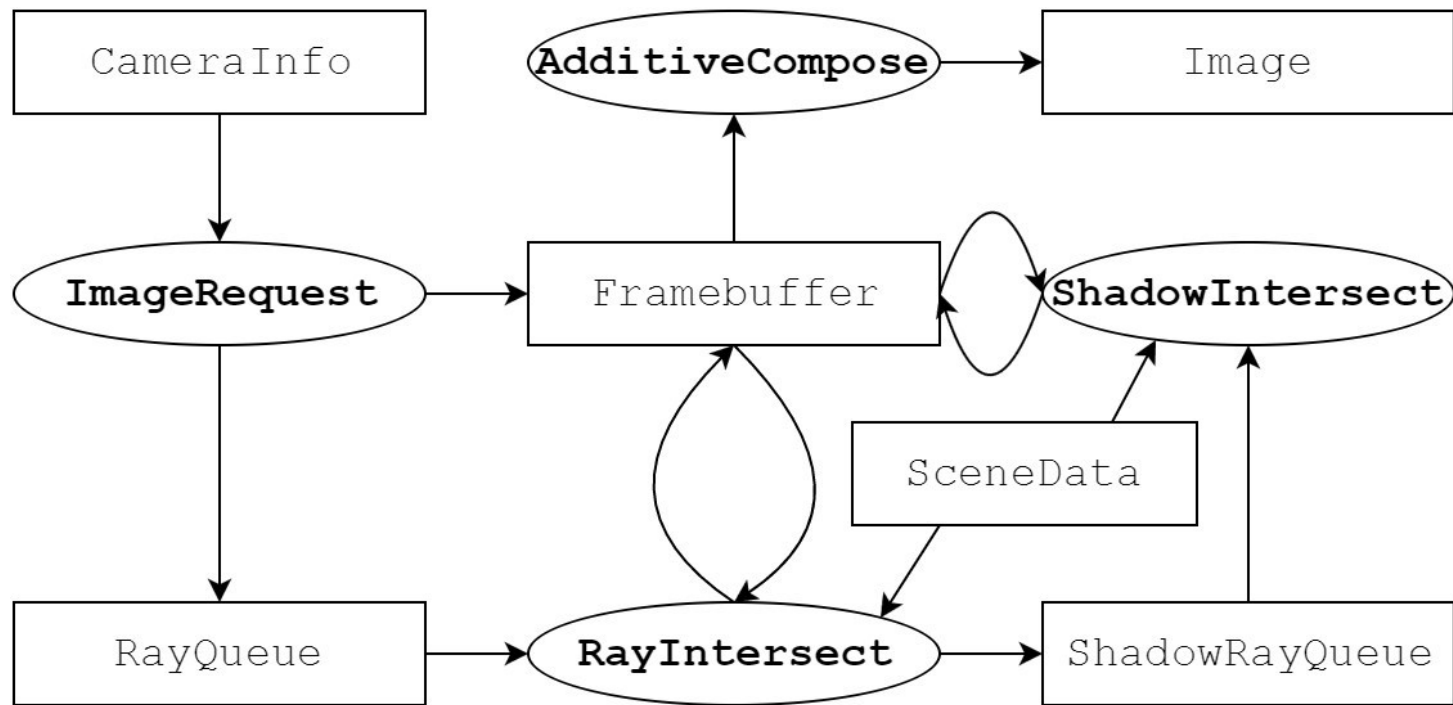 CameraInfo
AdditiveCompose
Image
ImageRequest
Framebuffer
ShadowIntersect
SceneData
RayQueue
RayIntersect
ShadowRayQueue